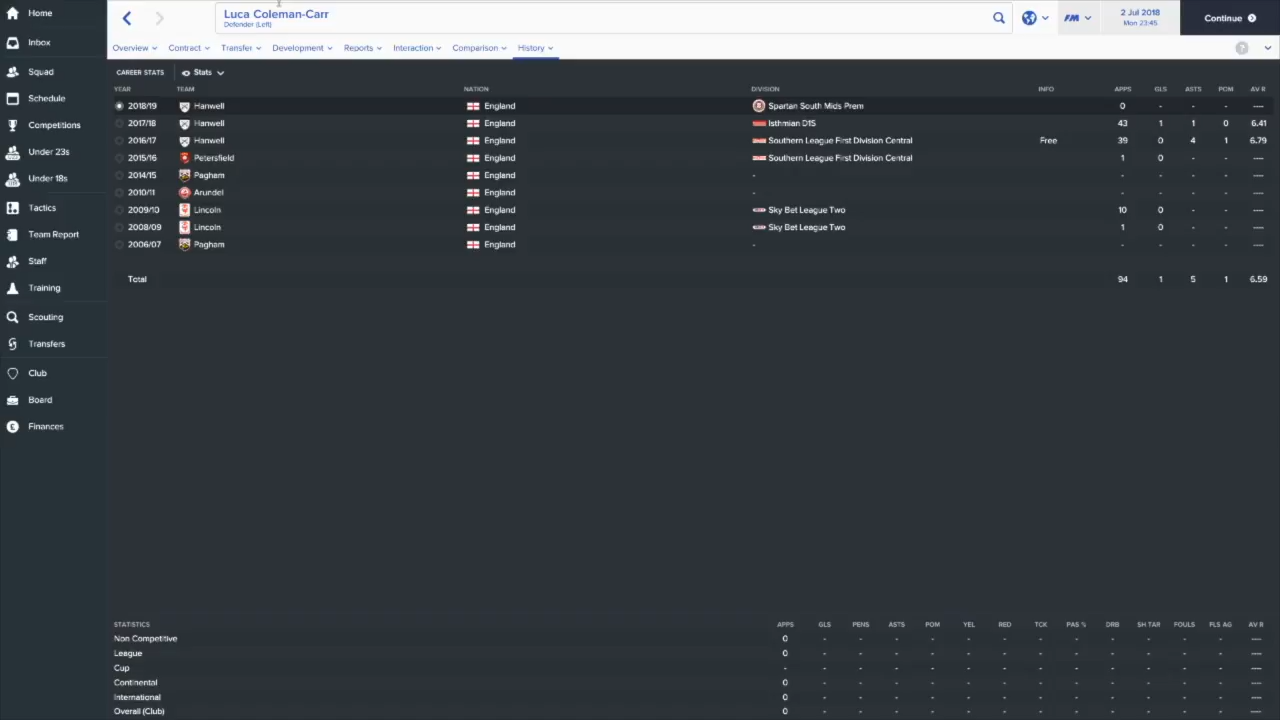 Home
Inbox
Squad
Schedule
Competitions
Under 23s
Under 18s
Tactics
Team Report
Staff
Training
Scouting
Transfers
Club
Board
Finances
Luca Coleman-Carr
Defender (Left)
FM
2 Jul 2018
Mon 23:45
Continue
Overview Contract Transfer Development Reports Interaction Comparison History ?
CAREER STATS Stats
YEAR TEAM NATION DIVISION INFO APPS GLS ASTS POM AV R
2018/19 Hanwell England Spartan South Mids Prem 0 - - - ---
2017/18 Hanwell England Isthmian D1S 43 1 1 0 6.41
2016/17 Hanwell England Southern League First Division Central Free 39 0 4 1 6.79
2015/16 Petersfield England Southern League First Division Central 1 0 - - ---
2014/15 Pagham England - - - - - ---
2010/11 Arundel England - - - - - ---
2009/10 Lincoln England Sky Bet League Two 10 0 - - ---
2008/09 Lincoln England Sky Bet League Two 1 0 - - ---
2006/07 Pagham England - - - - - ---
Total 94 1 5 1 6.59
STATISTICS APPS GLS PENS ASTS POM YEL RED TCK PAS % DRB SH TAR FOULS FLS AG AV R
Non Competitive 0 - - - - - - - - - - - - ---
League 0 - - - - - - - - - - - - ---
Cup - - - - - - - - - - - - - ---
Continental 0 - - - - - - - - - - - - ---
International 0 - - - - - - - - - - - - ---
Overall (Club) 0 - - - - - - - - - - - - ---